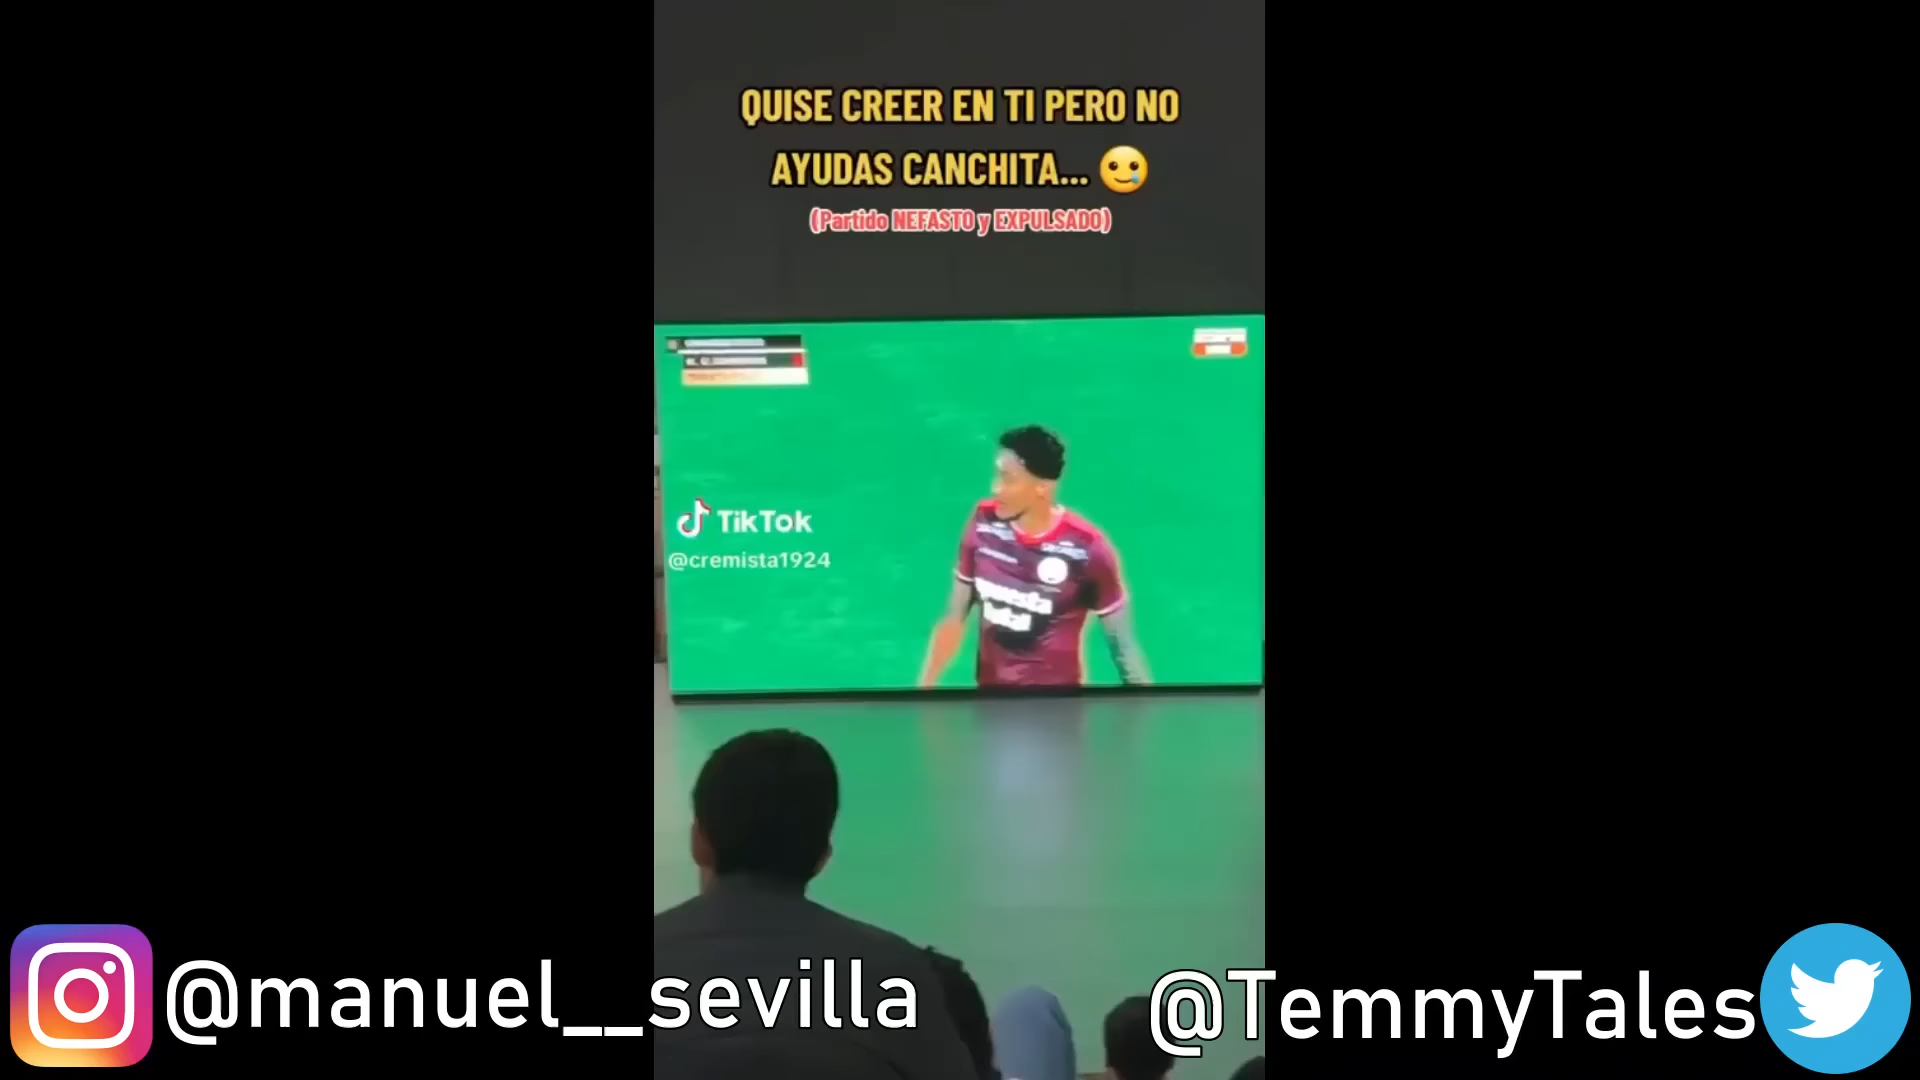 QUISE CREER EN TI PERO NO
AYUDAS CANCHITA... 🥲
(Partido NEFASTO y EXPULSADO)
TikTok
@cremista1924
@manuel__sevilla
@TemmyTales